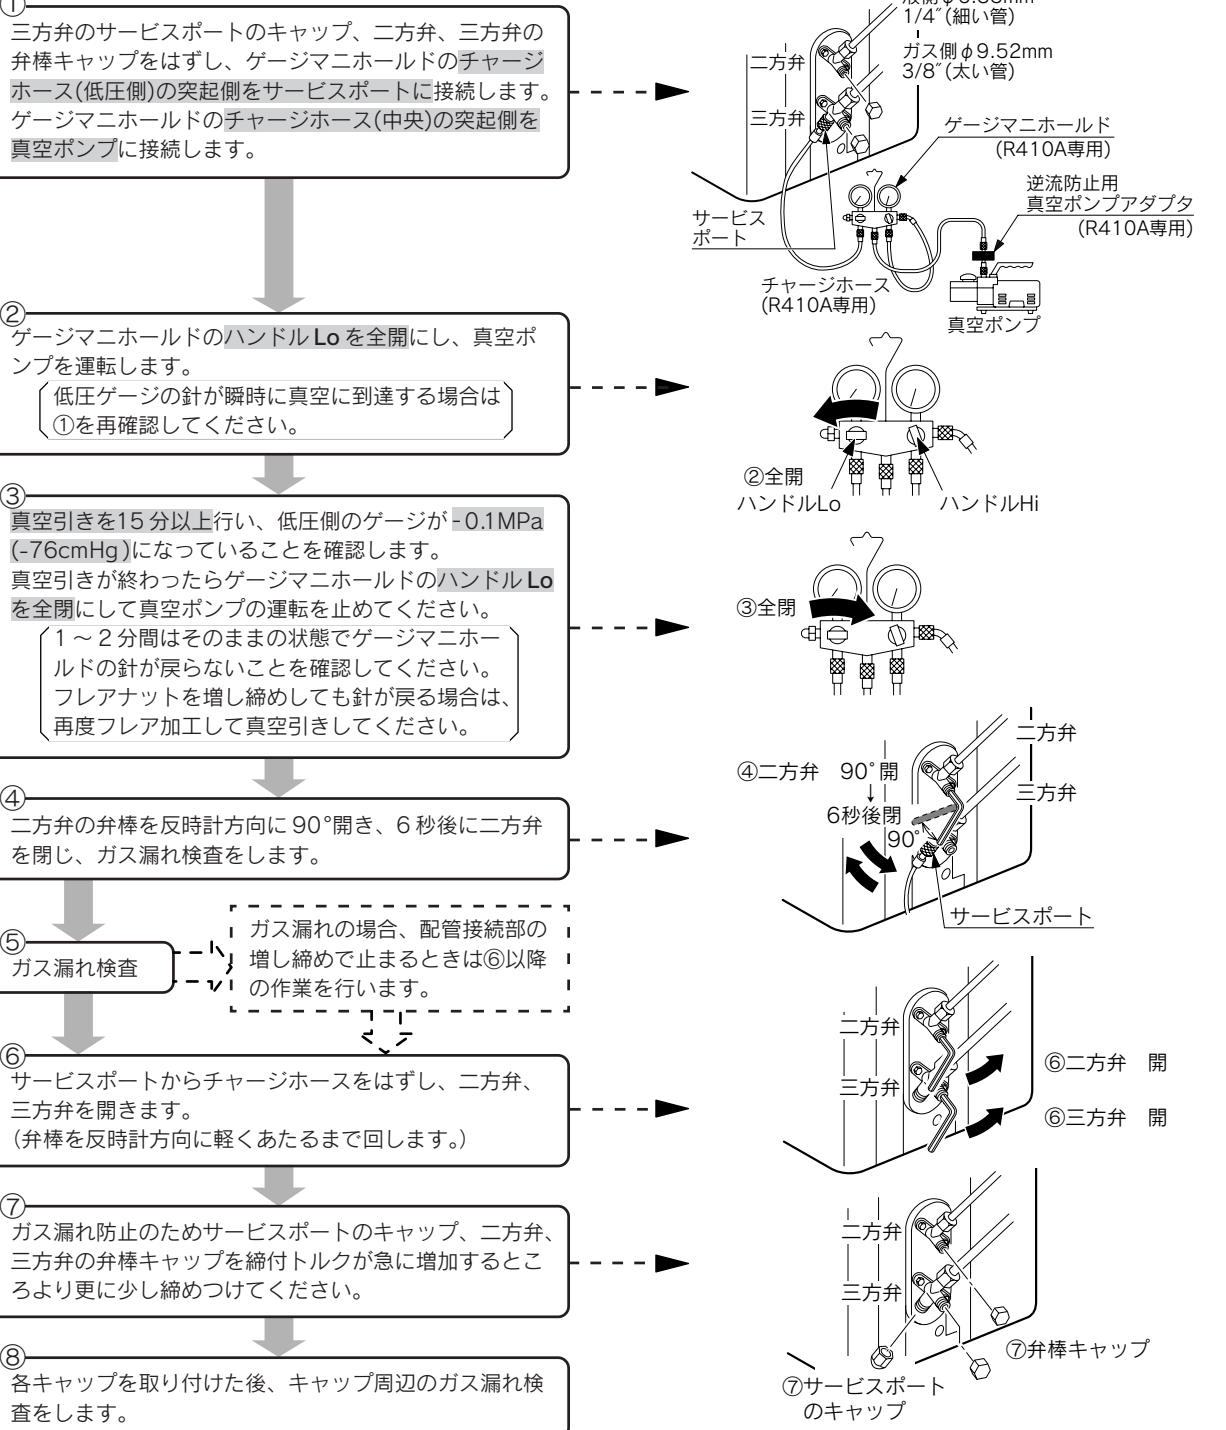 ①
三方弁のサービスポートのキャップ、二方弁、三方弁の
弁棒キャップをはずし、ゲージマニホールドのチャージ
ホース(低圧側)の突起側をサービスポートに接続します。
ゲージマニホールドのチャージホース(中央)の突起側を
真空ポンプに接続します。
1/4″(細い管)
ガス側φ9.52mm
3/8″(太い管)
二方弁
三方弁
ゲージマニホールド
(R410A専用)
逆流防止用
真空ポンプアダプタ
(R410A専用)
サービス
ポート
チャージホース
(R410A専用)
真空ポンプ
②
ゲージマニホールドのハンドル Lo を全開にし、真空ポ
ンプを運転します。
低圧ゲージの針が瞬時に真空に到達する場合は
①を再確認してください。
②全開
ハンドルLo
ハンドルHi
③
真空引きを15 分以上行い、低圧側のゲージが -0.1MPa
(-76cmHg)になっていることを確認します。
真空引きが終わったらゲージマニホールドのハンドル Lo
を全閉にして真空ポンプの運転を止めてください。
1 ～ 2 分間はそのままの状態でゲージマニホー
ルドの針が戻らないことを確認してください。
フレアナットを増し締めしても針が戻る場合は、
再度フレア加工して真空引きしてください。
③全閉
④
二方弁の弁棒を反時計方向に 90°開き、6 秒後に二方弁
を閉じ、ガス漏れ検査をします。
二方弁
④二方弁 90°開
↓
三方弁
6秒後閉
90°
サービスポート
⑤
ガス漏れ検査
ガス漏れの場合、配管接続部の
増し締めで止まるときは⑥以降
の作業を行います。
⑥
サービスポートからチャージホースをはずし、二方弁、
三方弁を開きます。
(弁棒を反時計方向に軽くあたるまで回します。)
二方弁
三方弁
⑥二方弁 開
⑥三方弁 開
⑦
ガス漏れ防止のためサービスポートのキャップ、二方弁、
三方弁の弁棒キャップを締付トルクが急に増加するとこ
ろより更に少し締めつけてください。
二方弁
三方弁
⑦弁棒キャップ
⑦サービスポート
のキャップ
⑧
各キャップを取り付けた後、キャップ周辺のガス漏れ検
査をします。